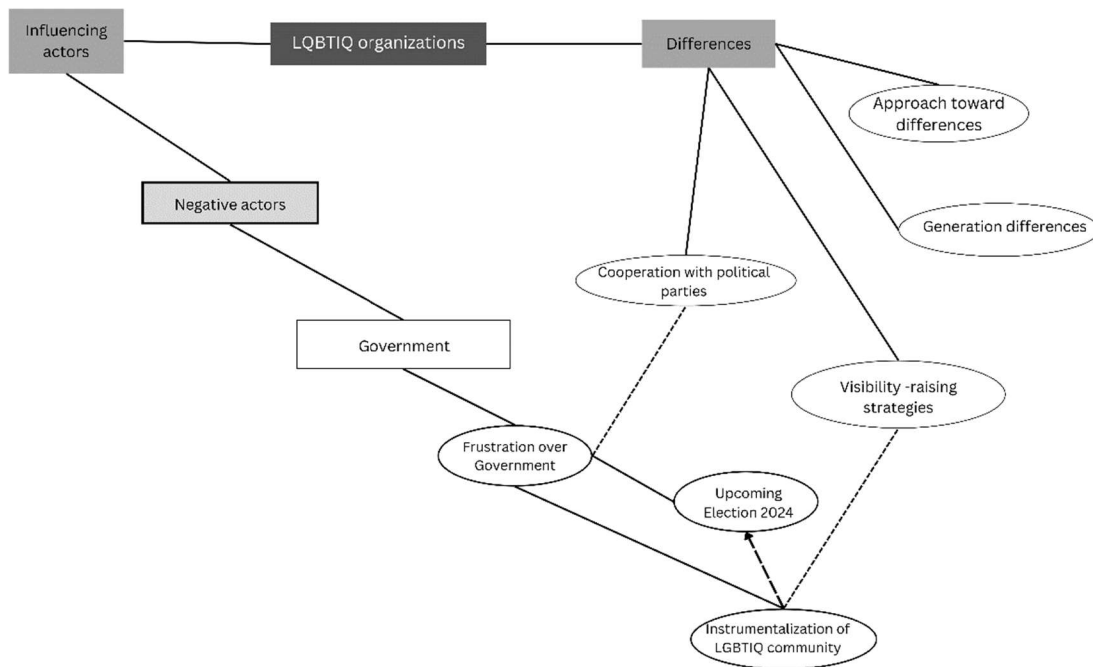 Influencing
actors
LQBTIQ organizations
Differences
Approach toward
differences
Negative actors
Generation differences
Cooperation with political
parties
Government
Visibility -raising
strategies
Frustration over
Government
Upcoming
Election 2024
Instrumentalization of
LGBTIQ community